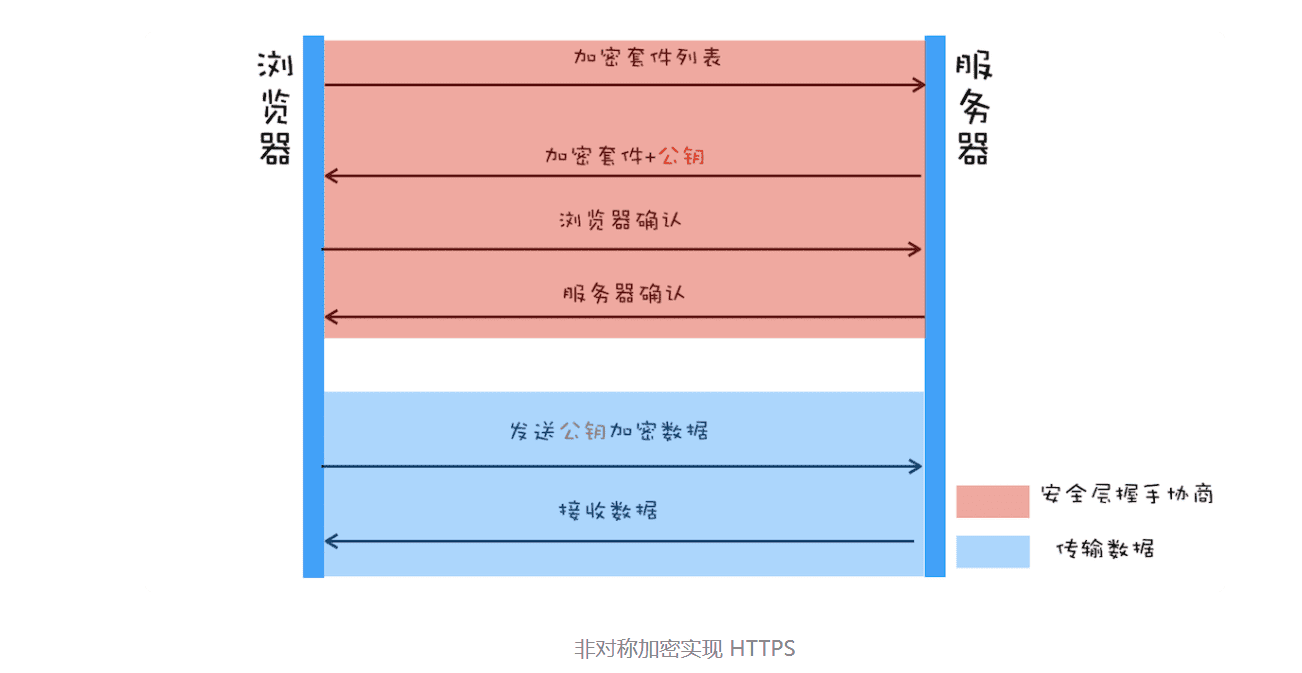 浏览器
服务器
加密套件列表
加密套件+公钥
浏览器确认
服务器确认
发送公钥加密数据
接收数据
安全层握手协商
传输数据
非对称加密实现 HTTPS